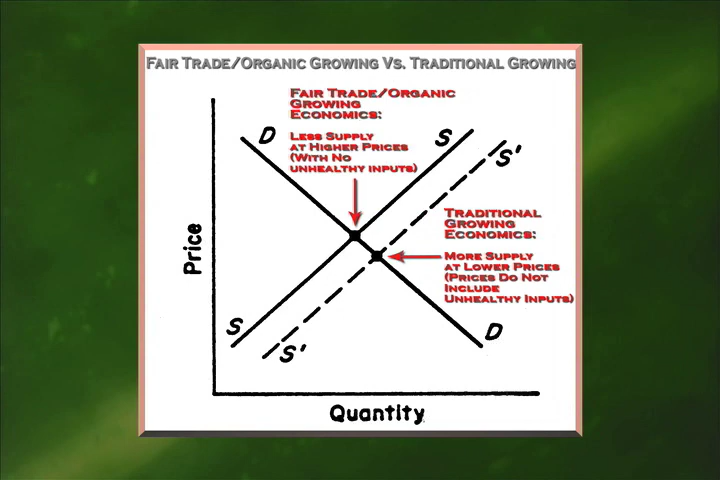 Fair Trade/Organic Growing Vs. Traditional Growing
Fair Trade/Organic
Growing
Economics:
Less Supply
at Higher Prices
(With No
unhealthy inputs)
D
S
S'
Traditional
Growing
Economics:
More Supply
at Lower Prices
(Prices Do Not
Include
Unhealthy Inputs)
Price
S
S'
D
Quantity